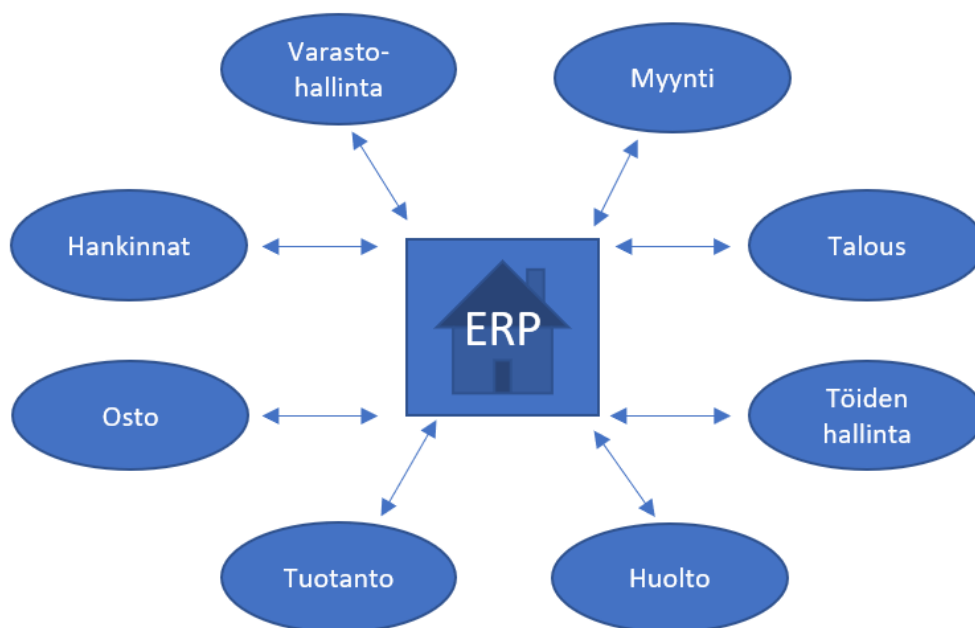 Varasto-
hallinta
Myynti
Hankinnat
Talous
ERP
Osto
Töiden
hallinta
Tuotanto
Huolto